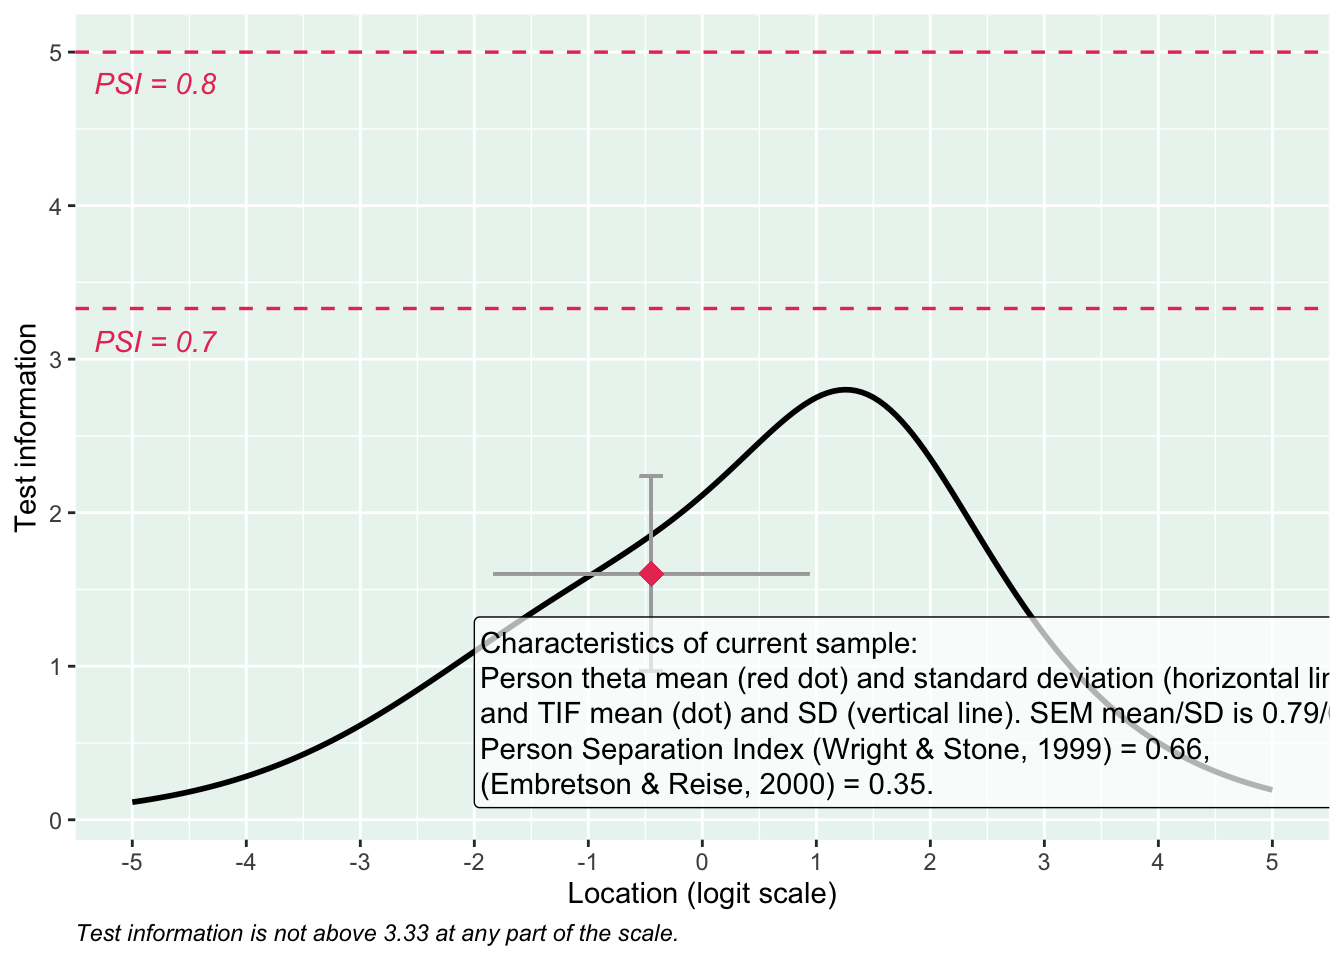 5
PSI = 0.8
4
PSI = 0.7
3
2
1
0
Test information
Characteristics of current sample:
Person theta mean (red dot) and standard deviation (horizontal
and TIF mean (dot) and SD (vertical line). SEM mean/SD is 0.79/
Person Separation Index (Wright & Stone, 1999) = 0.66,
(Embretson & Reise, 2000) = 0.35.
-5 -4 -3 -2 -1 0 1 2 3 4 5
Location (logit scale)
Test information is not above 3.33 at any part of the scale.